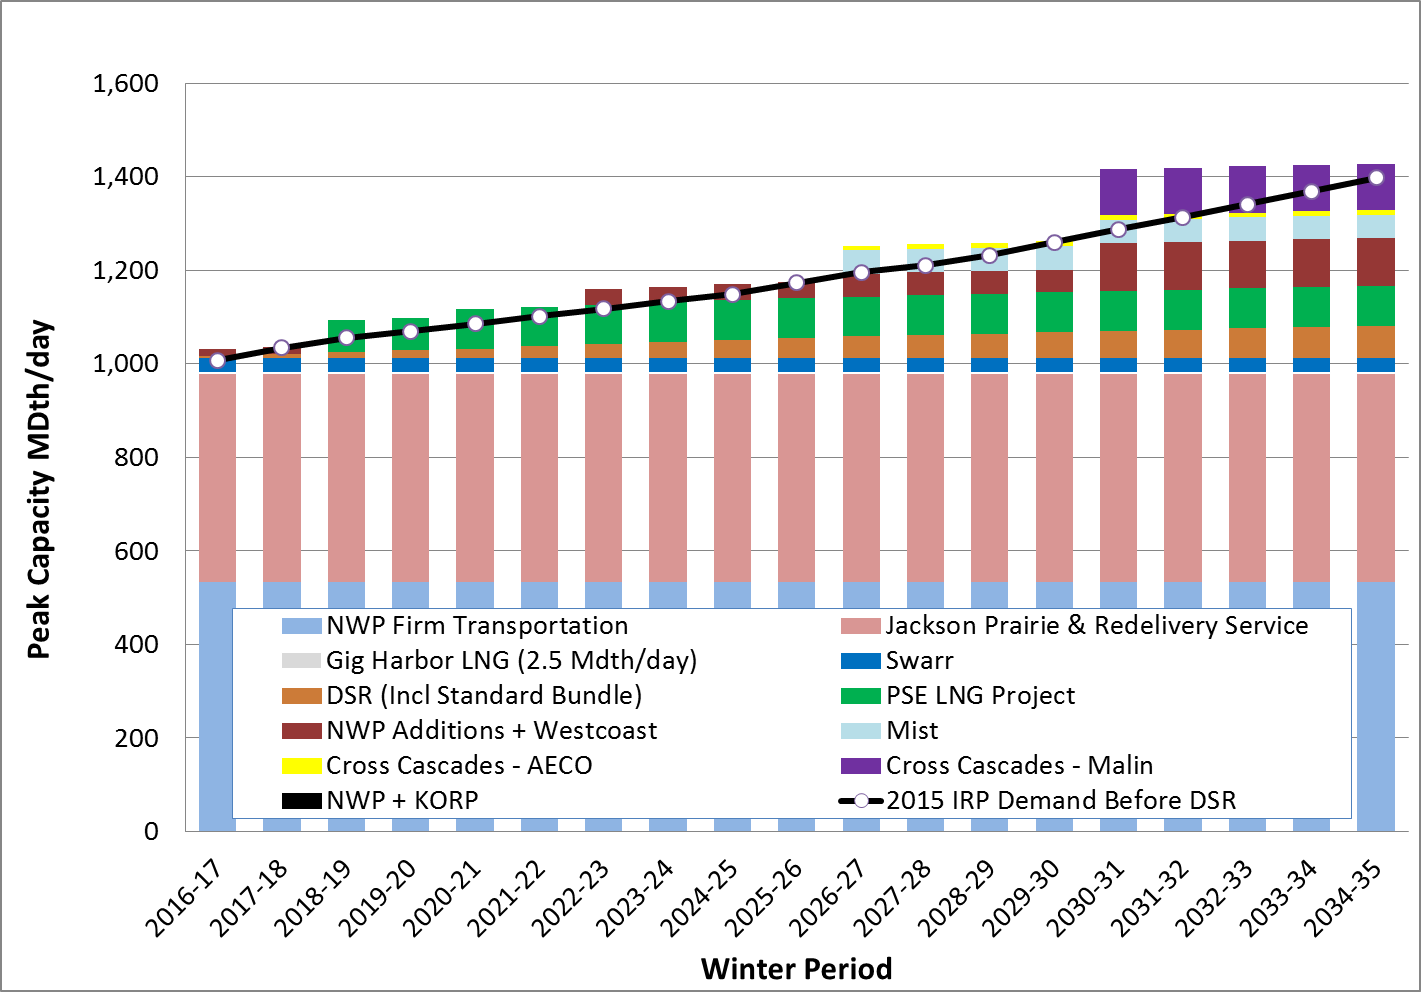 1,600
1,400
1,200
1,000
800
600
400
200
0
Peak Capacity MDth/day
NWP Firm Transportation
Jackson Prairie & Redelivery Service
Gig Harbor LNG (2.5 Mdth/day)
Swarr
DSR (Incl Standard Bundle)
PSE LNG Project
NWP Additions + Westcoast
Mist
Cross Cascades - AECO
Cross Cascades - Malin
NWP + KORP
2015 IRP Demand Before DSR
2016-17
2017-18
2018-19
2019-20
2020-21
2021-22
2022-23
2023-24
2024-25
2025-26
2026-27
2027-28
2028-29
2029-30
2030-31
2031-32
2032-33
2033-34
2034-35
Winter Period